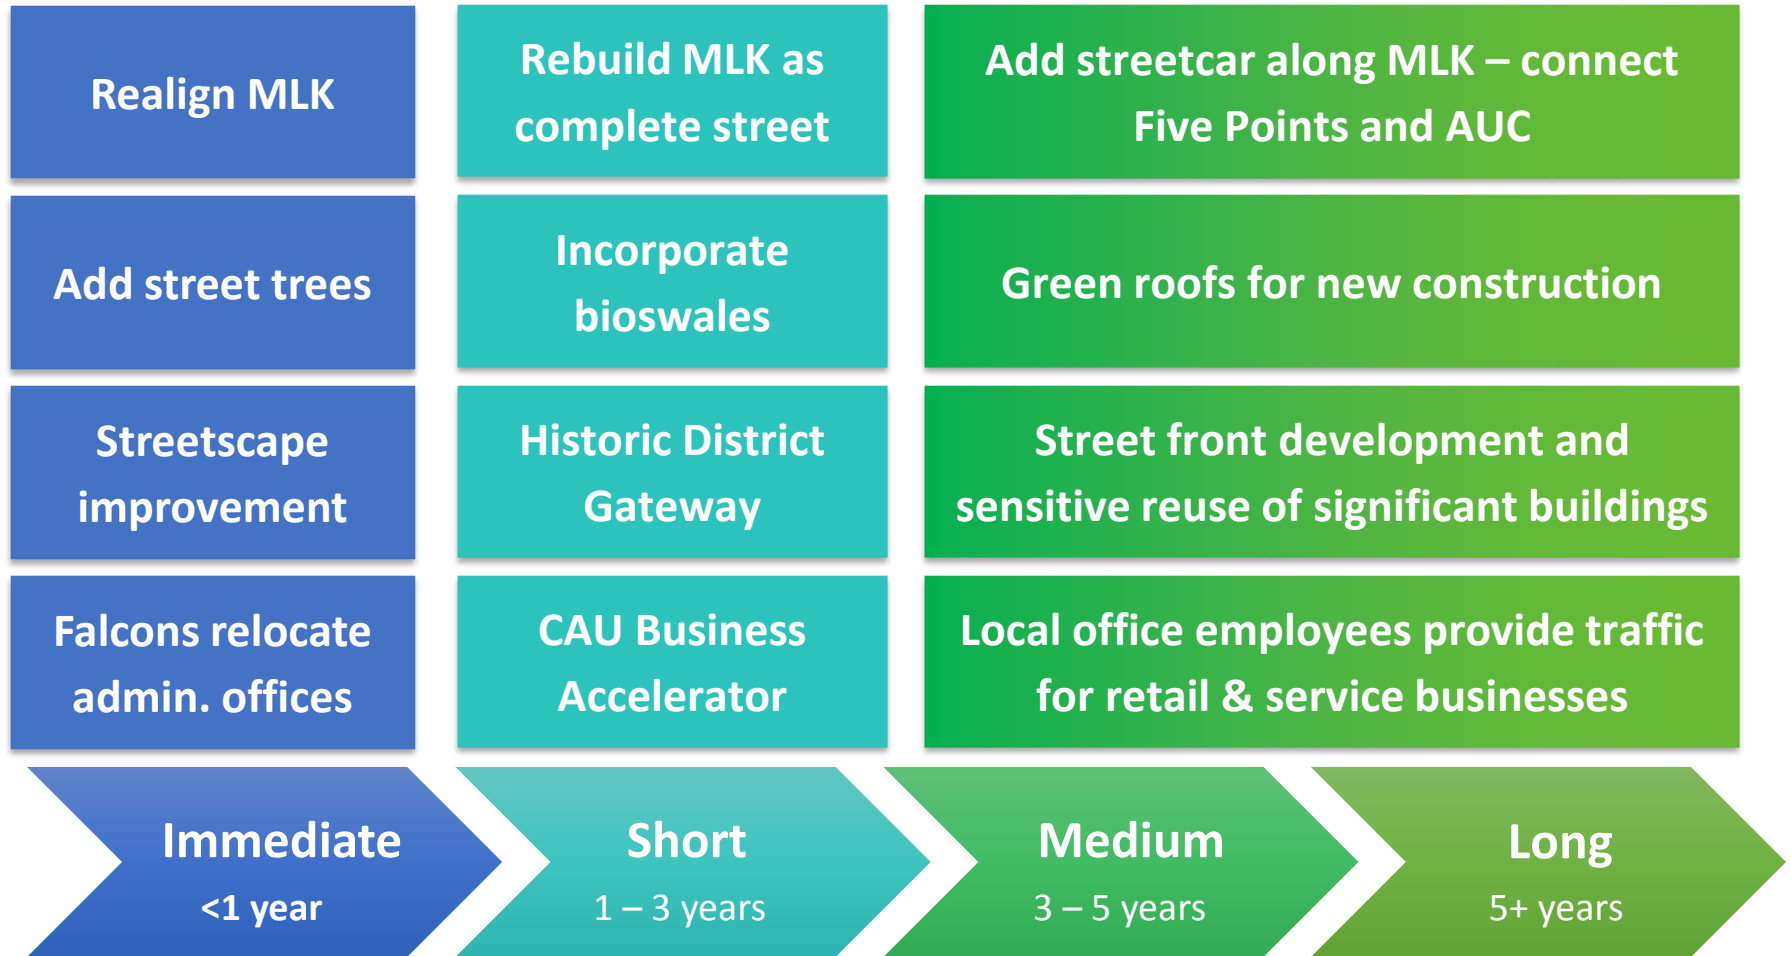 Realign MLK
Rebuild MLK as
complete street
Add streetcar along MLK – connect
Five Points and AUC
Add street trees
Incorporate
bioswales
Green roofs for new construction
Streetscape
improvement
Historic District
Gateway
Street front development and
sensitive reuse of significant buildings
Falcons relocate
admin. offices
CAU Business
Accelerator
Local office employees provide traffic
for retail & service businesses
Immediate
<1 year
Short
1 – 3 years
Medium
3 – 5 years
Long
5+ years